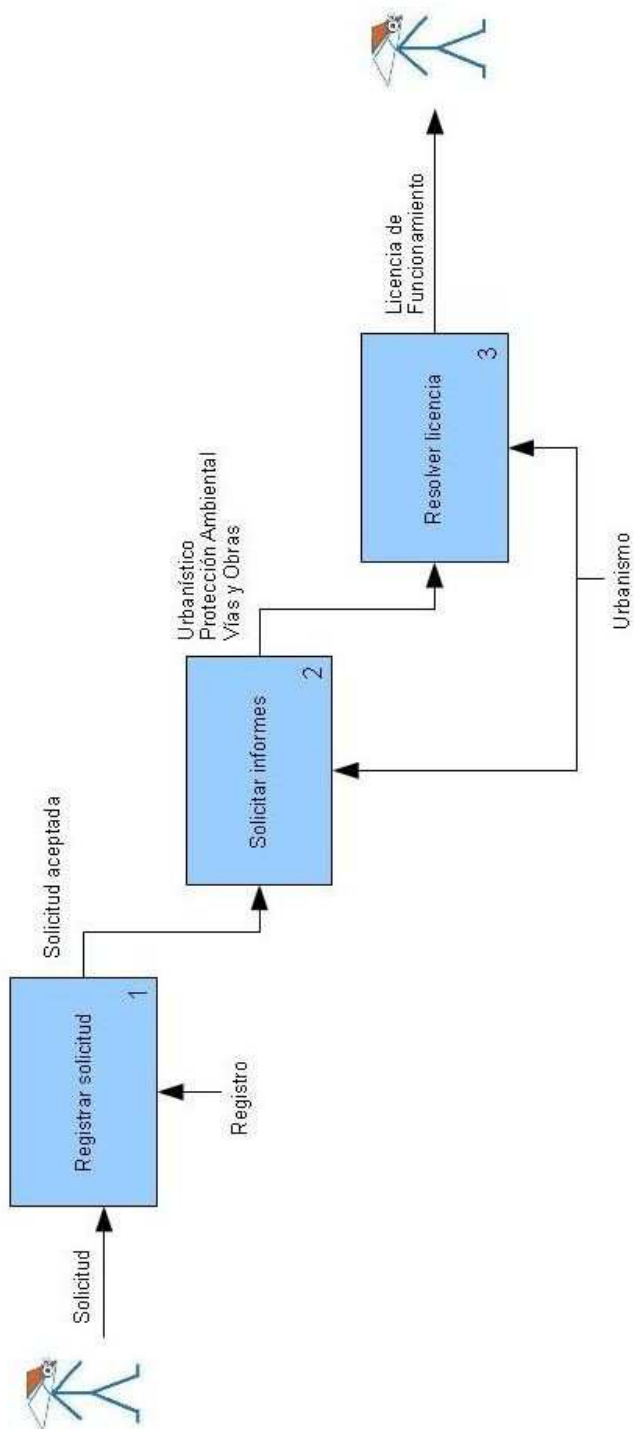 Solicitud
Registrar solicitud
1
Registro
Solicitud aceptada
Solicitar informes
2
Urbanístico
Protección Ambiental
Vías y Obras
Resolver licencia
3
Urbanismo
Licencia de
Funcionamiento